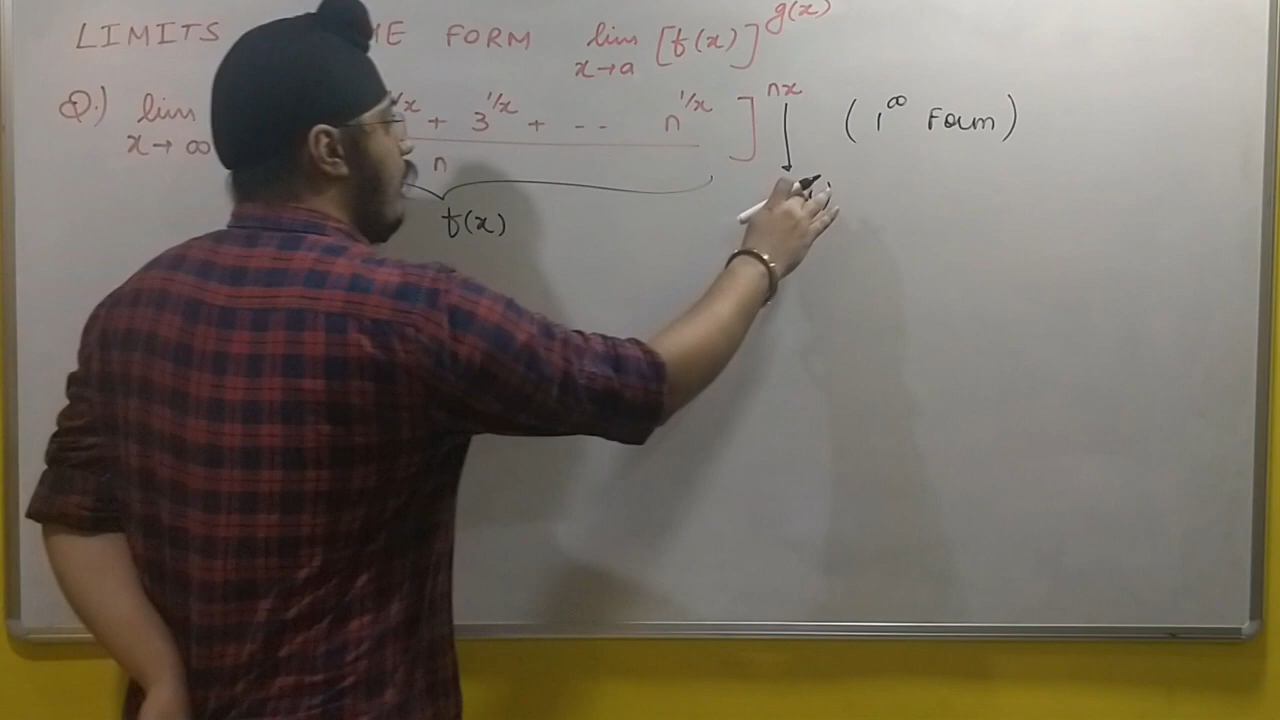 LIMITS HE FORM lim x→a [f(x)]^g(x)
Q.) lim x→∞ ^1/x + 3^1/x + - - n^1/x / n ]^nx (1^∞ Form)
f(x)